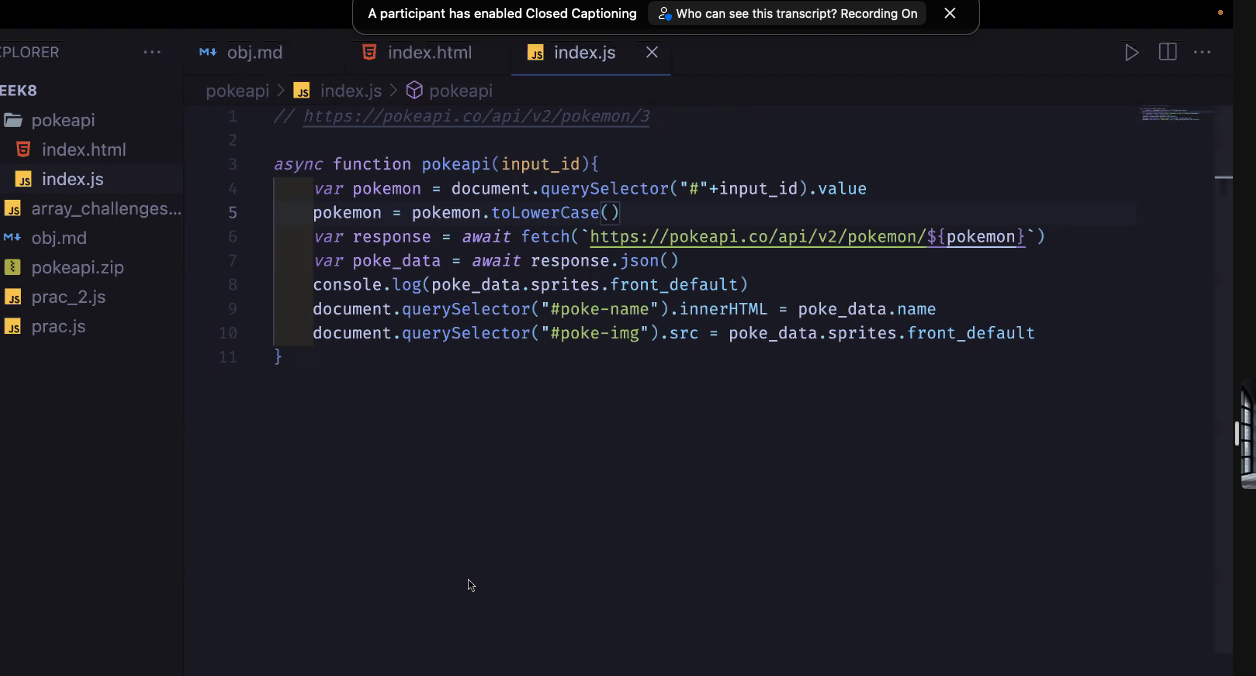 A participant has enabled Closed Captioning Who can see this transcript? Recording On
XPLORER ...
obj.md index.html index.js
EEK8
pokeapi > index.js > pokeapi
pokeapi
index.html
index.js
array_challenges...
obj.md
pokeapi.zip
prac_2.js
prac.js
1 // https://pokeapi.co/api/v2/pokemon/3
2
3 async function pokeapi(input_id){
4 var pokemon = document.querySelector("#"+input_id).value
5 pokemon = pokemon.toLowerCase()
6 var response = await fetch(`https://pokeapi.co/api/v2/pokemon/${pokemon}`)
7 var poke_data = await response.json()
8 console.log(poke_data.sprites.front_default)
9 document.querySelector("#poke-name").innerHTML = poke_data.name
10 document.querySelector("#poke-img").src = poke_data.sprites.front_default
11 }